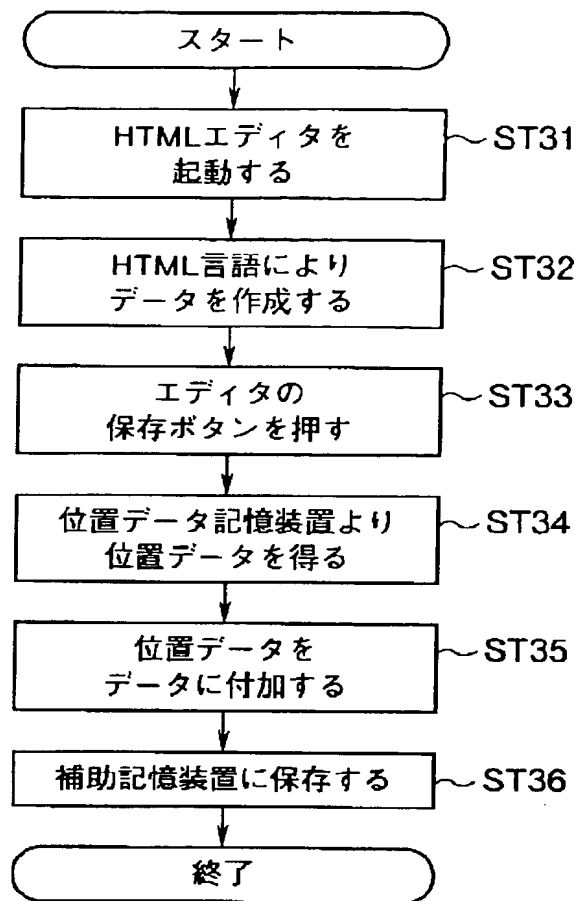 スタート
HTMLエディタを
起動する
ST31
HTML言語により
データを作成する
ST32
エディタの
保存ボタンを押す
ST33
位置データ記憶装置より
位置データを得る
ST34
位置データを
データに付加する
ST35
補助記憶装置に保存する
ST36
終了